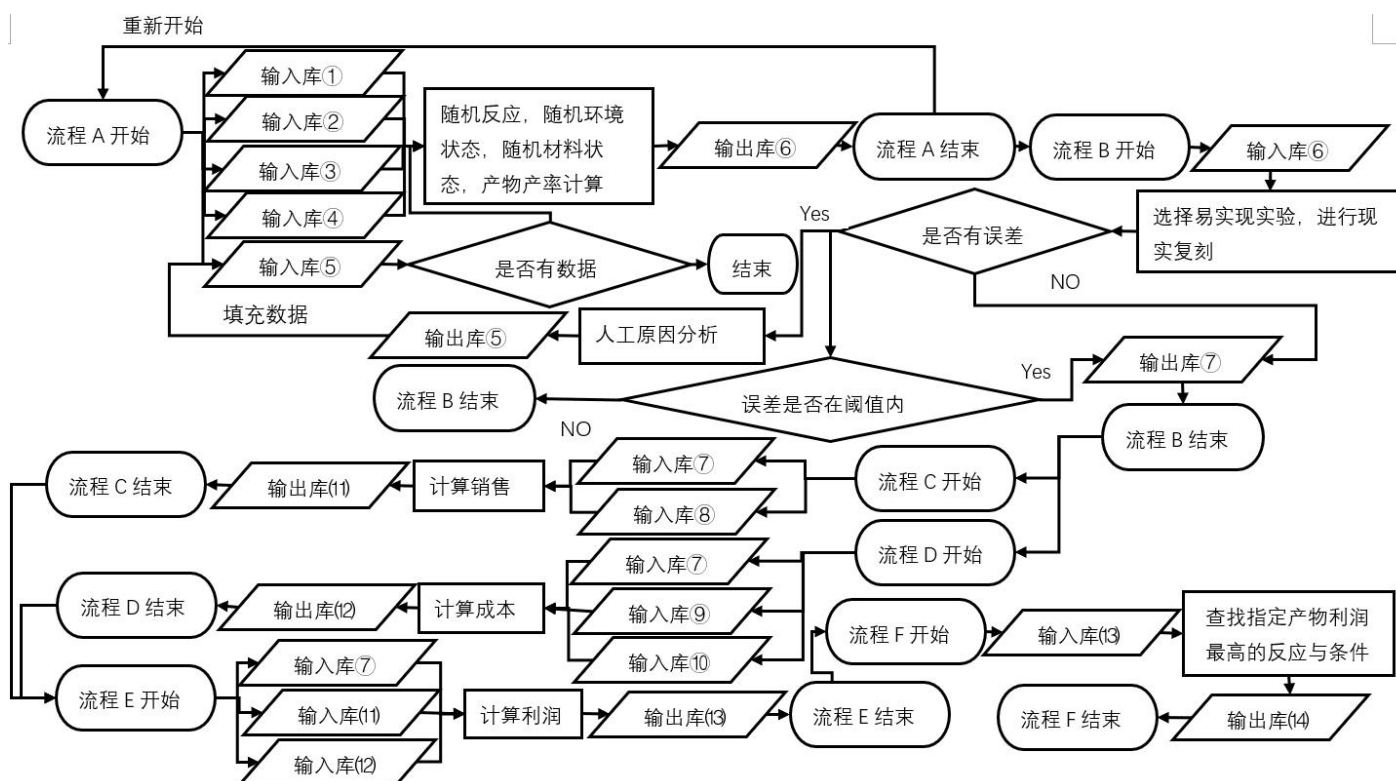 重新开始
流程 A 开始
输入库①
输入库②
输入库③
输入库④
输入库⑤
随机反应，随机环境
状态，随机材料状
态，产物产率计算
输出库⑥
流程 A 结束
流程 B 开始
输入库⑥
选择易实现实验，进行现
实复刻
是否有误差
Yes
NO
是否有数据
结束
填充数据
输出库⑤
人工原因分析
误差是否在阈值内
Yes
NO
流程 B 结束
输出库⑦
流程 B 结束
流程 C 开始
输入库⑦
输入库⑧
计算销售
输出库⑾
流程 C 结束
流程 D 开始
输入库⑦
输入库⑨
输入库⑩
计算成本
输出库⑿
流程 D 结束
流程 E 开始
输入库⑦
输入库⑾
输入库⑿
计算利润
输出库⒀
流程 E 结束
流程 F 开始
输入库⒀
查找指定产物利润
最高的反应与条件
输出库⒁
流程 F 结束